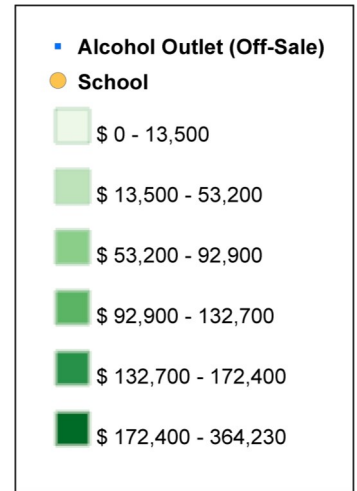 Alcohol Outlet (Off-Sale)
School
$ 0 - 13,500
$ 13,500 - 53,200
$ 53,200 - 92,900
$ 92,900 - 132,700
$ 132,700 - 172,400
$ 172,400 - 364,230